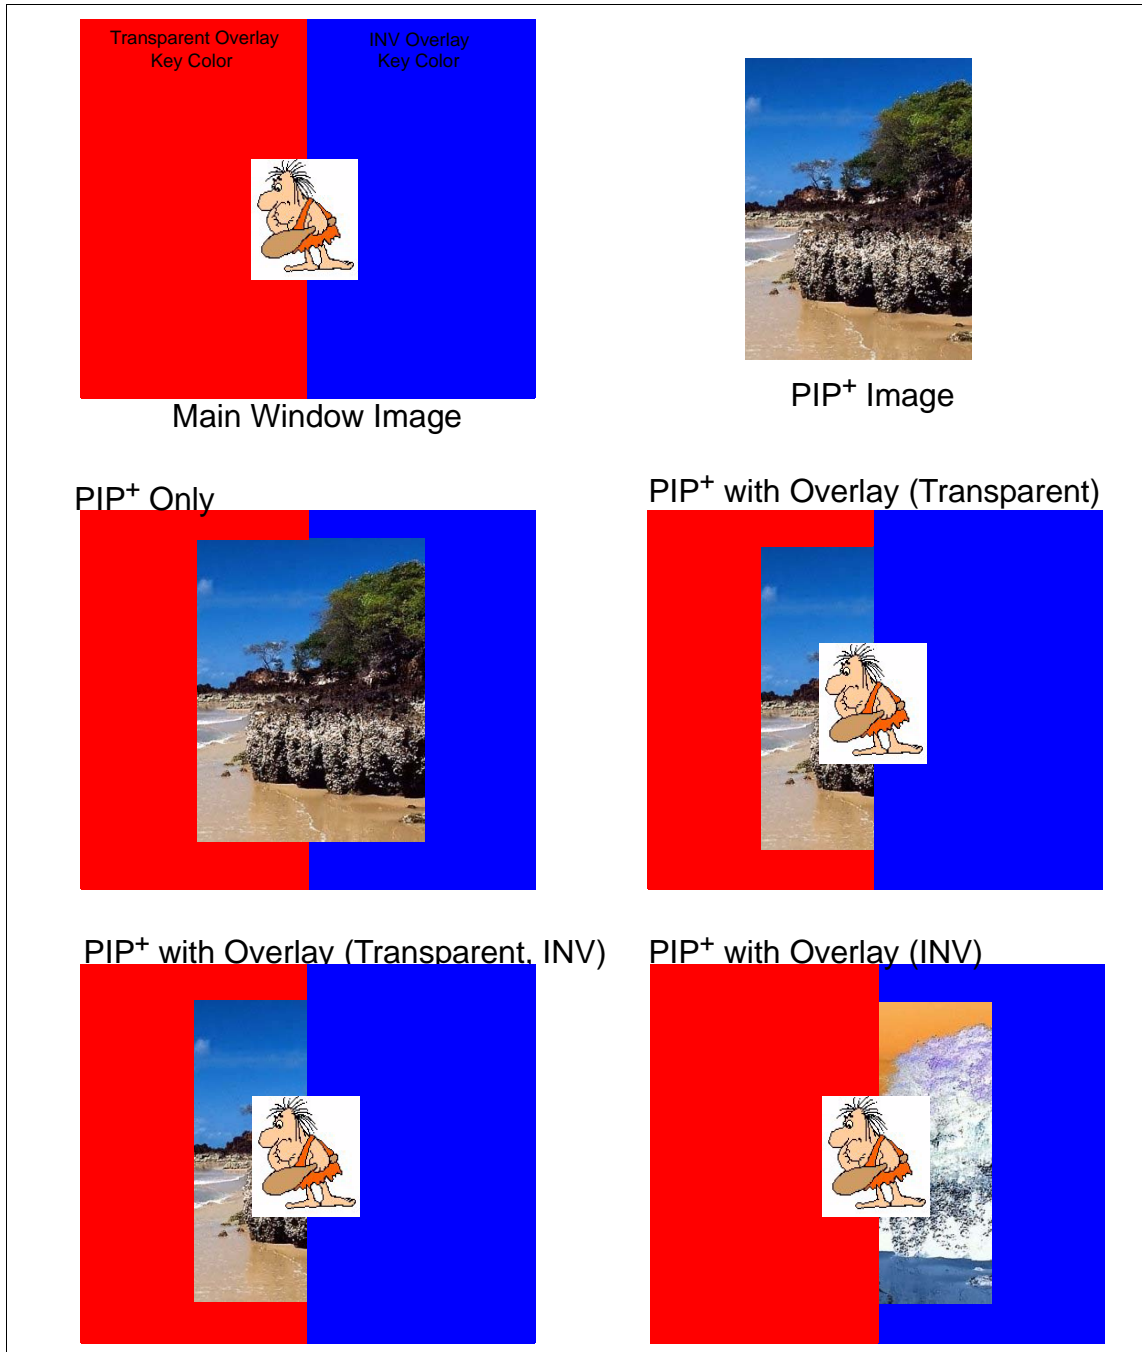 Transparent Overlay
Key Color
INV Overlay
Key Color
Main Window Image
PIP+ Image
PIP+ Only
PIP+ with Overlay (Transparent)
PIP+ with Overlay (Transparent, INV)
PIP+ with Overlay (INV)